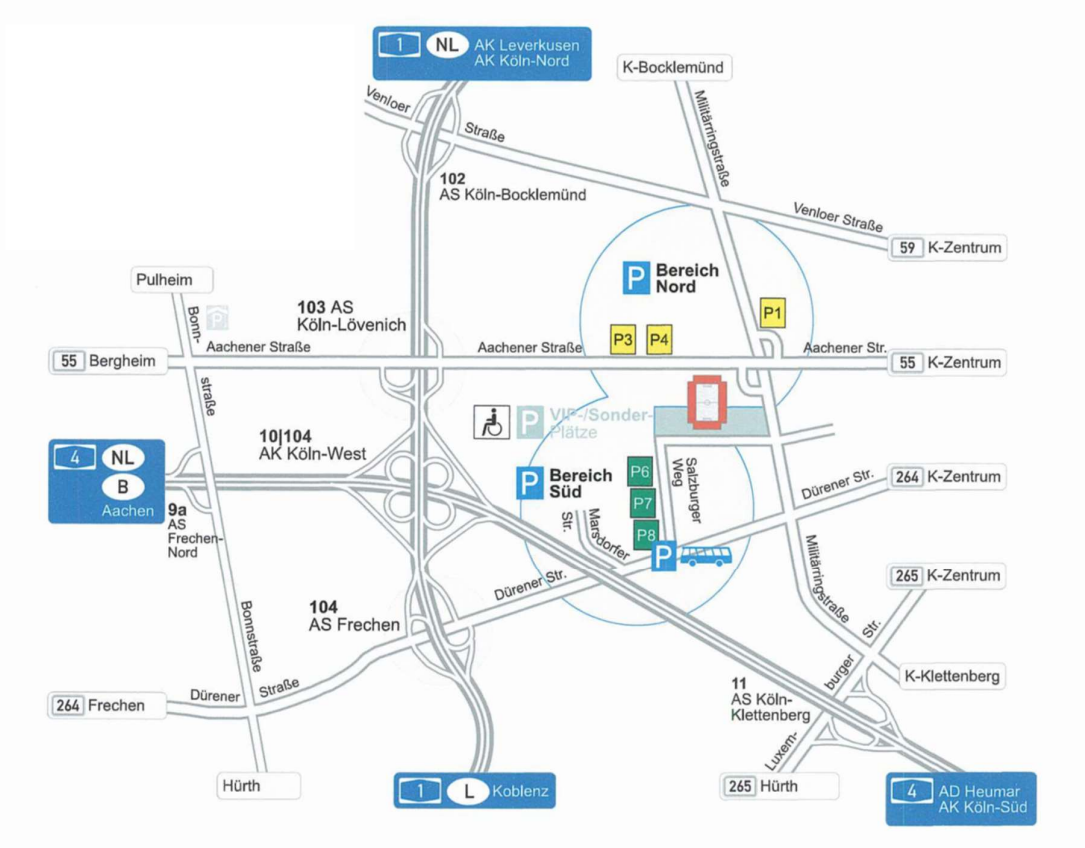 1 NL AK Leverkusen
AK Köln-Nord
K-Bocklemünd
Venloer
Straße
Militärringstraße
102
AS Köln-Bocklemünd
Venloer Straße
59 K-Zentrum
P Bereich
Nord
Pulheim
Bonn-
P
103 AS
Köln-Lövenich
P1
P3
P4
55 Bergheim
Aachener Straße
Aachener Straße
Aachener Str.
55 K-Zentrum
straße
P VIP-/Sonder-
Plätze
10|104
AK Köln-West
4 NL
B
Aachen
9a
AS
Frechen-
Nord
P Bereich
Süd
P6
P7
P8
Salzburger
Weg
Dürener Str.
264 K-Zentrum
Marsdorfer
Str.
P
Dürener Str.
Militärringstraße
265 K-Zentrum
104
AS Frechen
Bonnstraße
Luxem-
burger
Str.
K-Klettenberg
11
AS Köln-
Klettenberg
264 Frechen
Dürener
Straße
Hürth
1 L Koblenz
265 Hürth
4 AD Heumar
AK Köln-Süd